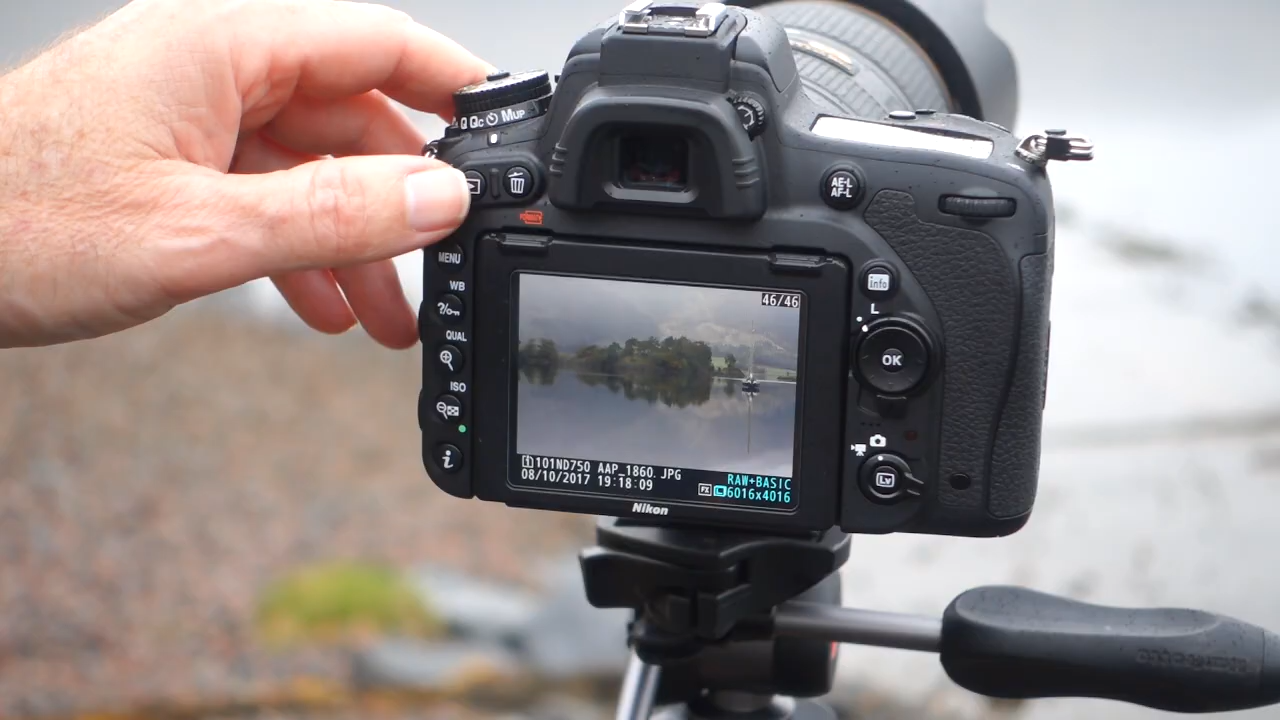 Q Qc MUP
AE-L
AF-L
FORMAT
MENU
WB
?/
QUAL
ISO
i
info
L
OK
Lv
46/46
101ND750 AAP_1860.JPG
08/10/2017 19:18:09
RAW+BASIC
FX L 6016x4016
Nikon